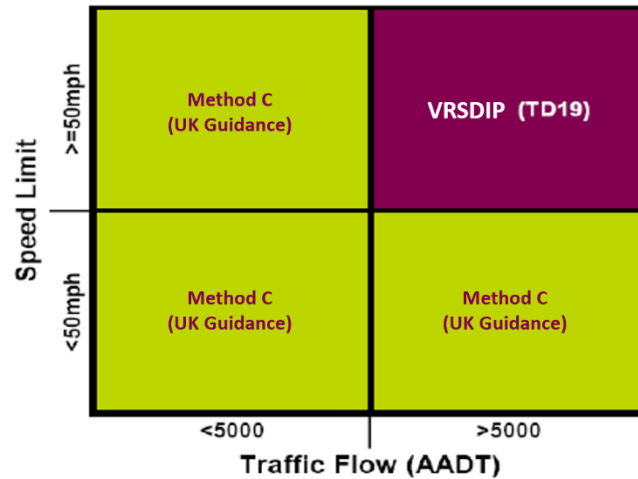 Speed Limit
>=50mph
<50mph
Method C
(UK Guidance)
VRSDIP (TD19)
Method C
(UK Guidance)
Method C
(UK Guidance)
<5000
>5000
Traffic Flow (AADT)